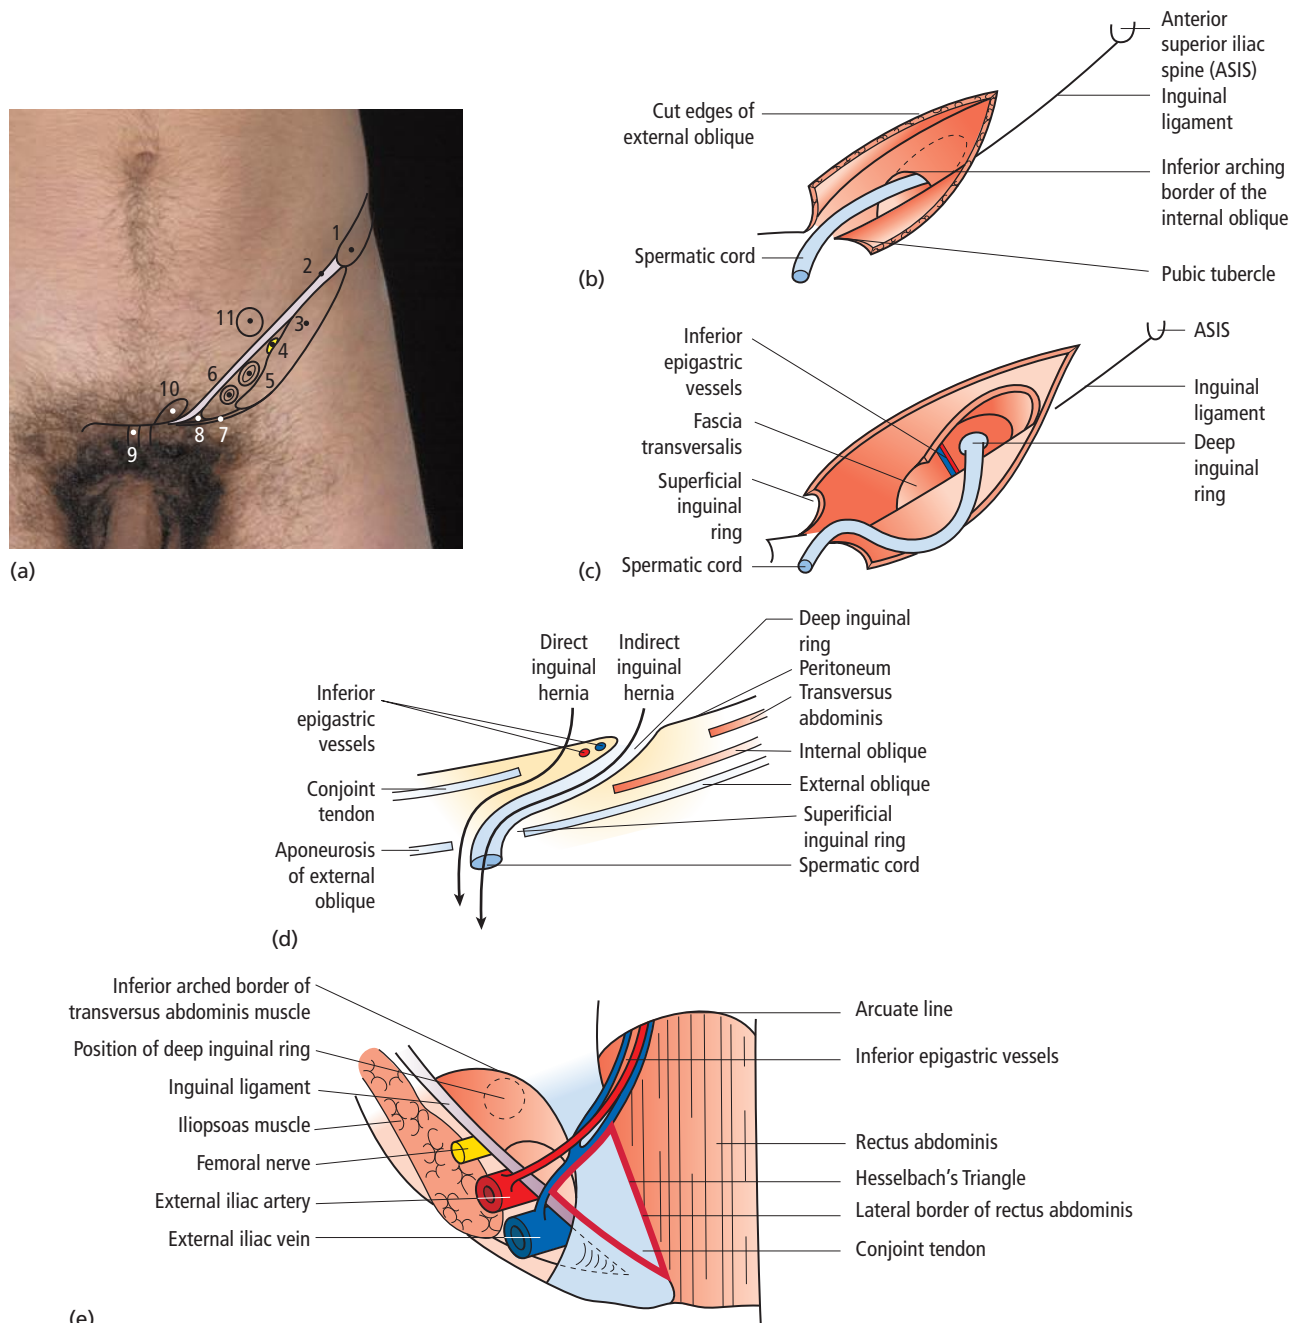 1
2
3
4
5
6
7
8
9
10
11
(a)
Cut edges of
external oblique
Spermatic cord
(b)
Anterior
superior iliac
spine (ASIS)
Inguinal
ligament
Inferior arching
border of the
internal oblique
Pubic tubercle
Inferior
epigastric
vessels
Fascia
transversalis
Superficial
inguinal
ring
Spermatic cord
(c)
ASIS
Inguinal
ligament
Deep
inguinal
ring
Direct
inguinal
hernia
Indirect
inguinal
hernia
Inferior
epigastric
vessels
Conjoint
tendon
Aponeurosis
of external
oblique
(d)
Deep inguinal
ring
Peritoneum
Transversus
abdominis
Internal oblique
External oblique
Superificial
inguinal ring
Spermatic cord
Inferior arched border of
transversus abdominis muscle
Position of deep inguinal ring
Inguinal ligament
Iliopsoas muscle
Femoral nerve
External iliac artery
External iliac vein
(e)
Arcuate line
Inferior epigastric vessels
Rectus abdominis
Hesselbach's Triangle
Lateral border of rectus abdominis
Conjoint tendon